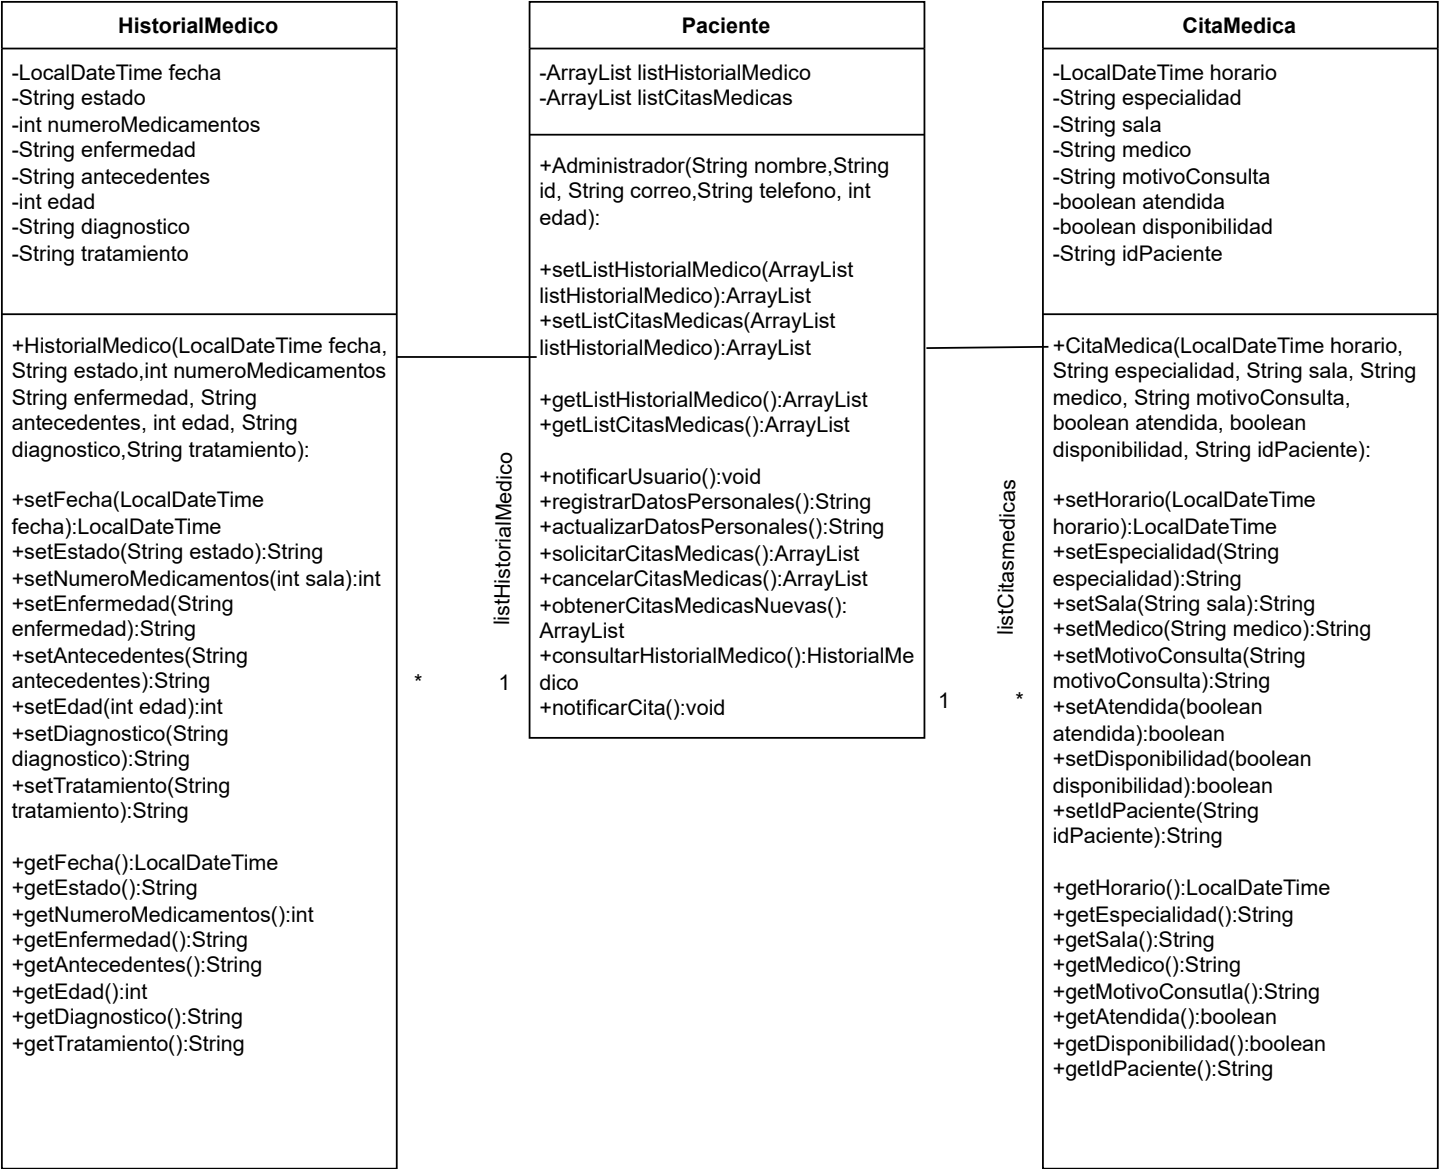 HistorialMedico
-LocalDateTime fecha
-String estado
-int numeroMedicamentos
-String enfermedad
-String antecedentes
-int edad
-String diagnostico
-String tratamiento
+HistorialMedico(LocalDateTime fecha,
String estado,int numeroMedicamentos
String enfermedad, String
antecedentes, int edad, String
diagnostico,String tratamiento):
+setFecha(LocalDateTime
fecha):LocalDateTime
+setEstado(String estado):String
+setNumeroMedicamentos(int sala):int
+setEnfermedad(String
enfermedad):String
+setAntecedentes(String
antecedentes):String
+setEdad(int edad):int
+setDiagnostico(String
diagnostico):String
+setTratamiento(String
tratamiento):String
+getFecha():LocalDateTime
+getEstado():String
+getNumeroMedicamentos():int
+getEnfermedad():String
+getAntecedentes():String
+getEdad():int
+getDiagnostico():String
+getTratamiento():String
*
1
listHistorialMedico
Paciente
-ArrayList listHistorialMedico
-ArrayList listCitasMedicas
+Administrador(String nombre,String
id, String correo,String telefono, int
edad):
+setListHistorialMedico(ArrayList
listHistorialMedico):ArrayList
+setListCitasMedicas(ArrayList
listHistorialMedico):ArrayList
+getListHistorialMedico():ArrayList
+getListCitasMedicas():ArrayList
+notificarUsuario():void
+registrarDatosPersonales():String
+actualizarDatosPersonales():String
+solicitarCitasMedicas():ArrayList
+cancelarCitasMedicas():ArrayList
+obtenerCitasMedicasNuevas():
ArrayList
+consultarHistorialMedico():HistorialMe
dico
+notificarCita():void
1
*
listCitasmedicas
CitaMedica
-LocalDateTime horario
-String especialidad
-String sala
-String medico
-String motivoConsulta
-boolean atendida
-boolean disponibilidad
-String idPaciente
+CitaMedica(LocalDateTime horario,
String especialidad, String sala, String
medico, String motivoConsulta,
boolean atendida, boolean
disponibilidad, String idPaciente):
+setHorario(LocalDateTime
horario):LocalDateTime
+setEspecialidad(String
especialidad):String
+setSala(String sala):String
+setMedico(String medico):String
+setMotivoConsulta(String
motivoConsulta):String
+setAtendida(boolean
atendida):boolean
+setDisponibilidad(boolean
disponibilidad):boolean
+setIdPaciente(String
idPaciente):String
+getHorario():LocalDateTime
+getEspecialidad():String
+getSala():String
+getMedico():String
+getMotivoConsutla():String
+getAtendida():boolean
+getDisponibilidad():boolean
+getIdPaciente():String